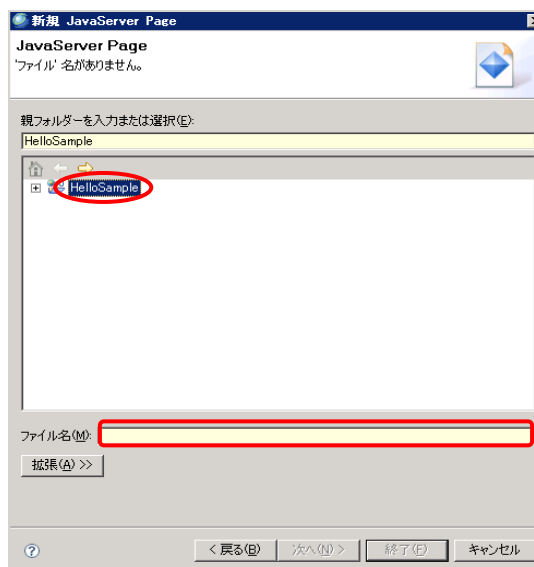 新規 JavaServer Page
JavaServer Page
'ファイル' 名がありません。
親フォルダーを入力または選択(E):
HelloSample
HelloSample
ファイル名(M):
拡張(A) >>
< 戻る(B) 次へ(N) > 終了(F) キャンセル